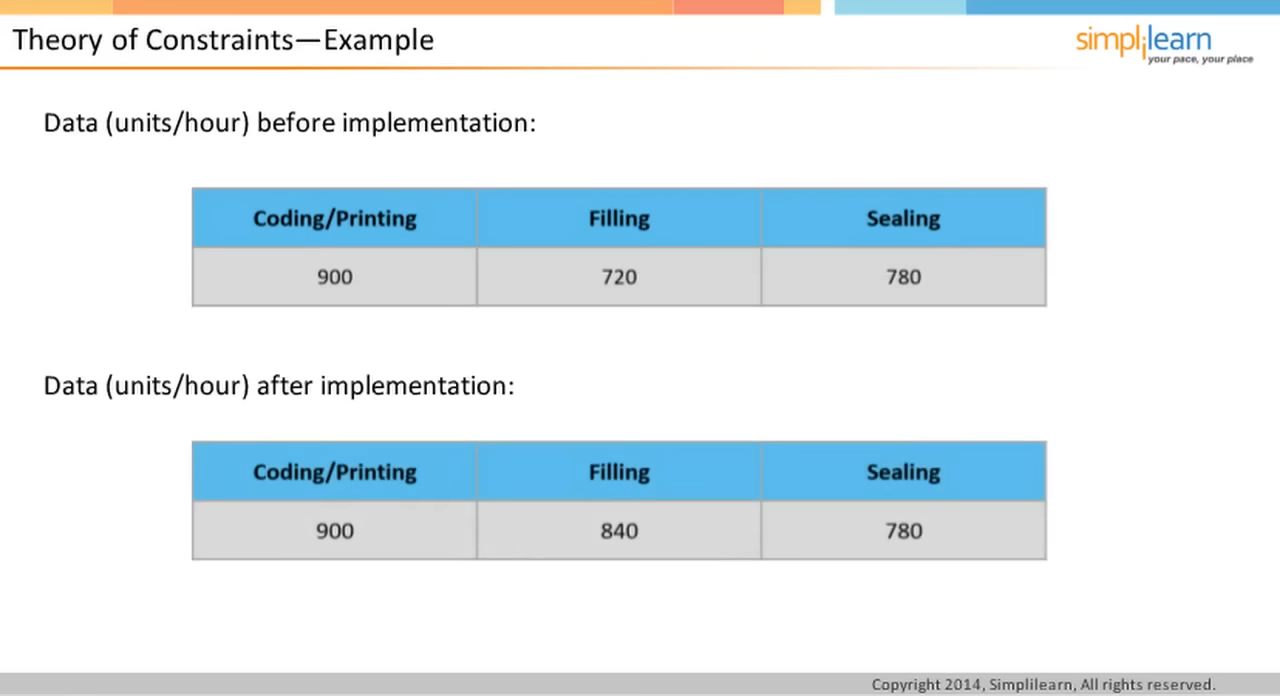 Theory of Constraints—Example
simplilearn
your pace, your place
Data (units/hour) before implementation:
Coding/Printing Filling Sealing
900 720 780
Data (units/hour) after implementation:
Coding/Printing Filling Sealing
900 840 780
Copyright 2014, Simplilearn, All rights reserved.